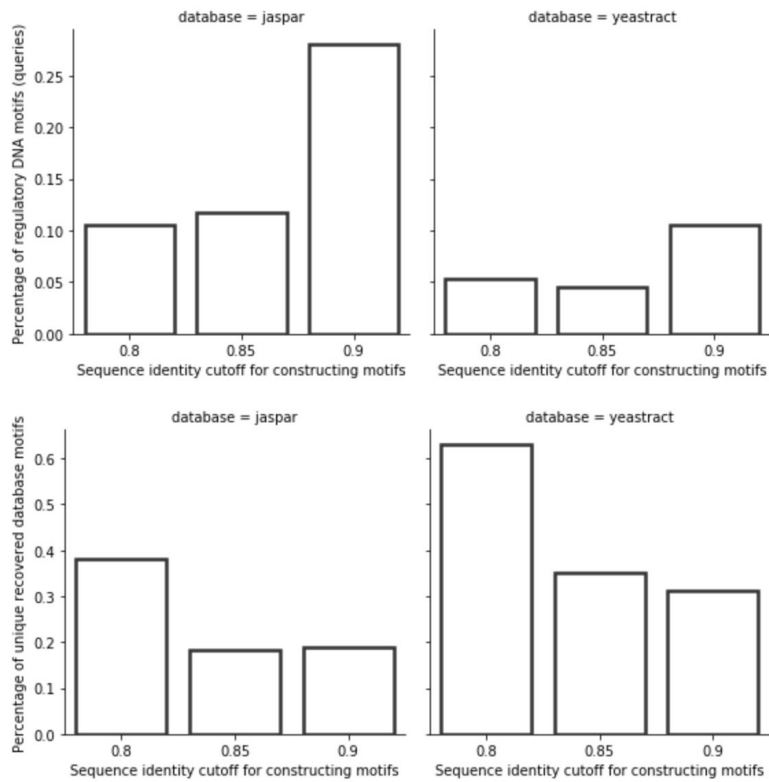 database = jaspar
database = yeastract
Percentage of regulatory DNA motifs (queries)
0.25
0.20
0.15
0.10
0.05
0.00
0.8
0.85
0.9
0.8
0.85
0.9
Sequence identity cutoff for constructing motifs
Sequence identity cutoff for constructing motifs
database = jaspar
database = yeastract
Percentage of unique recovered database motifs
0.6
0.5
0.4
0.3
0.2
0.1
0.0
0.8
0.85
0.9
0.8
0.85
0.9
Sequence identity cutoff for constructing motifs
Sequence identity cutoff for constructing motifs